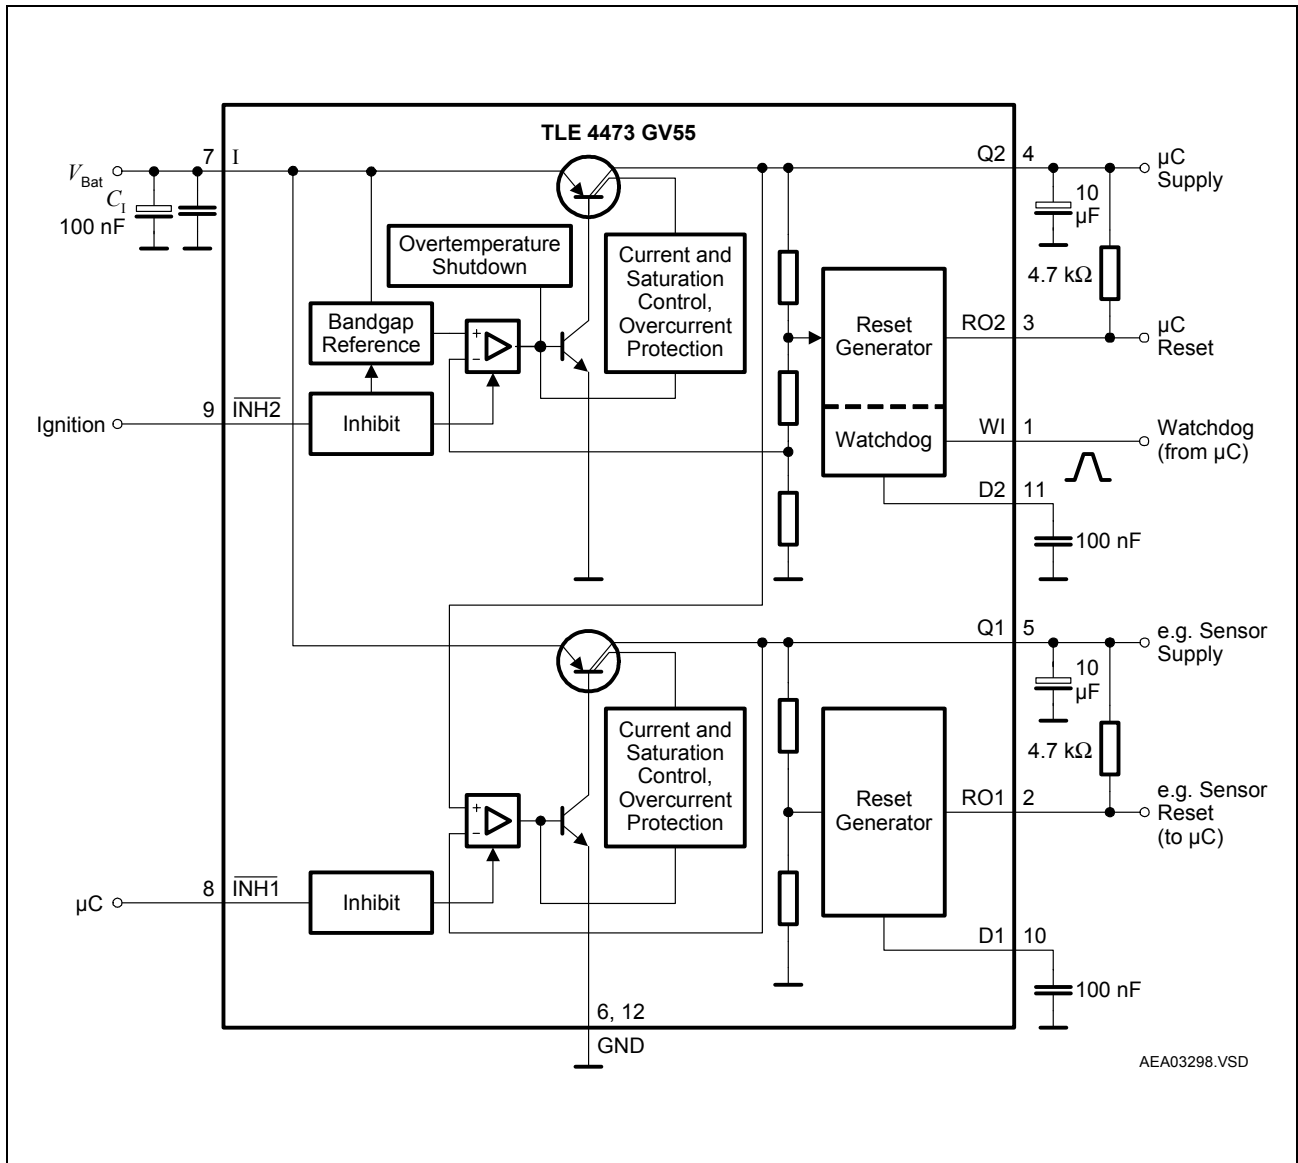 TLE 4473 GV55
7
I
V_Bat
C_I
100 nF
Q2
4
µC
Supply
10
µF
4.7 kΩ
Overtemperature
Shutdown
Current and
Saturation
Control,
Overcurrent
Protection
Bandgap
Reference
+
−
Reset
Generator
RO2
3
µC
Reset
Ignition
9
INH2
Inhibit
Watchdog
WI
1
Watchdog
(from µC)
D2
11
100 nF
Q1
5
e.g. Sensor
Supply
10
µF
4.7 kΩ
Current and
Saturation
Control,
Overcurrent
Protection
+
−
Reset
Generator
RO1
2
e.g. Sensor
Reset
(to µC)
µC
8
INH1
Inhibit
D1
10
100 nF
6, 12
GND
AEA03298.VSD